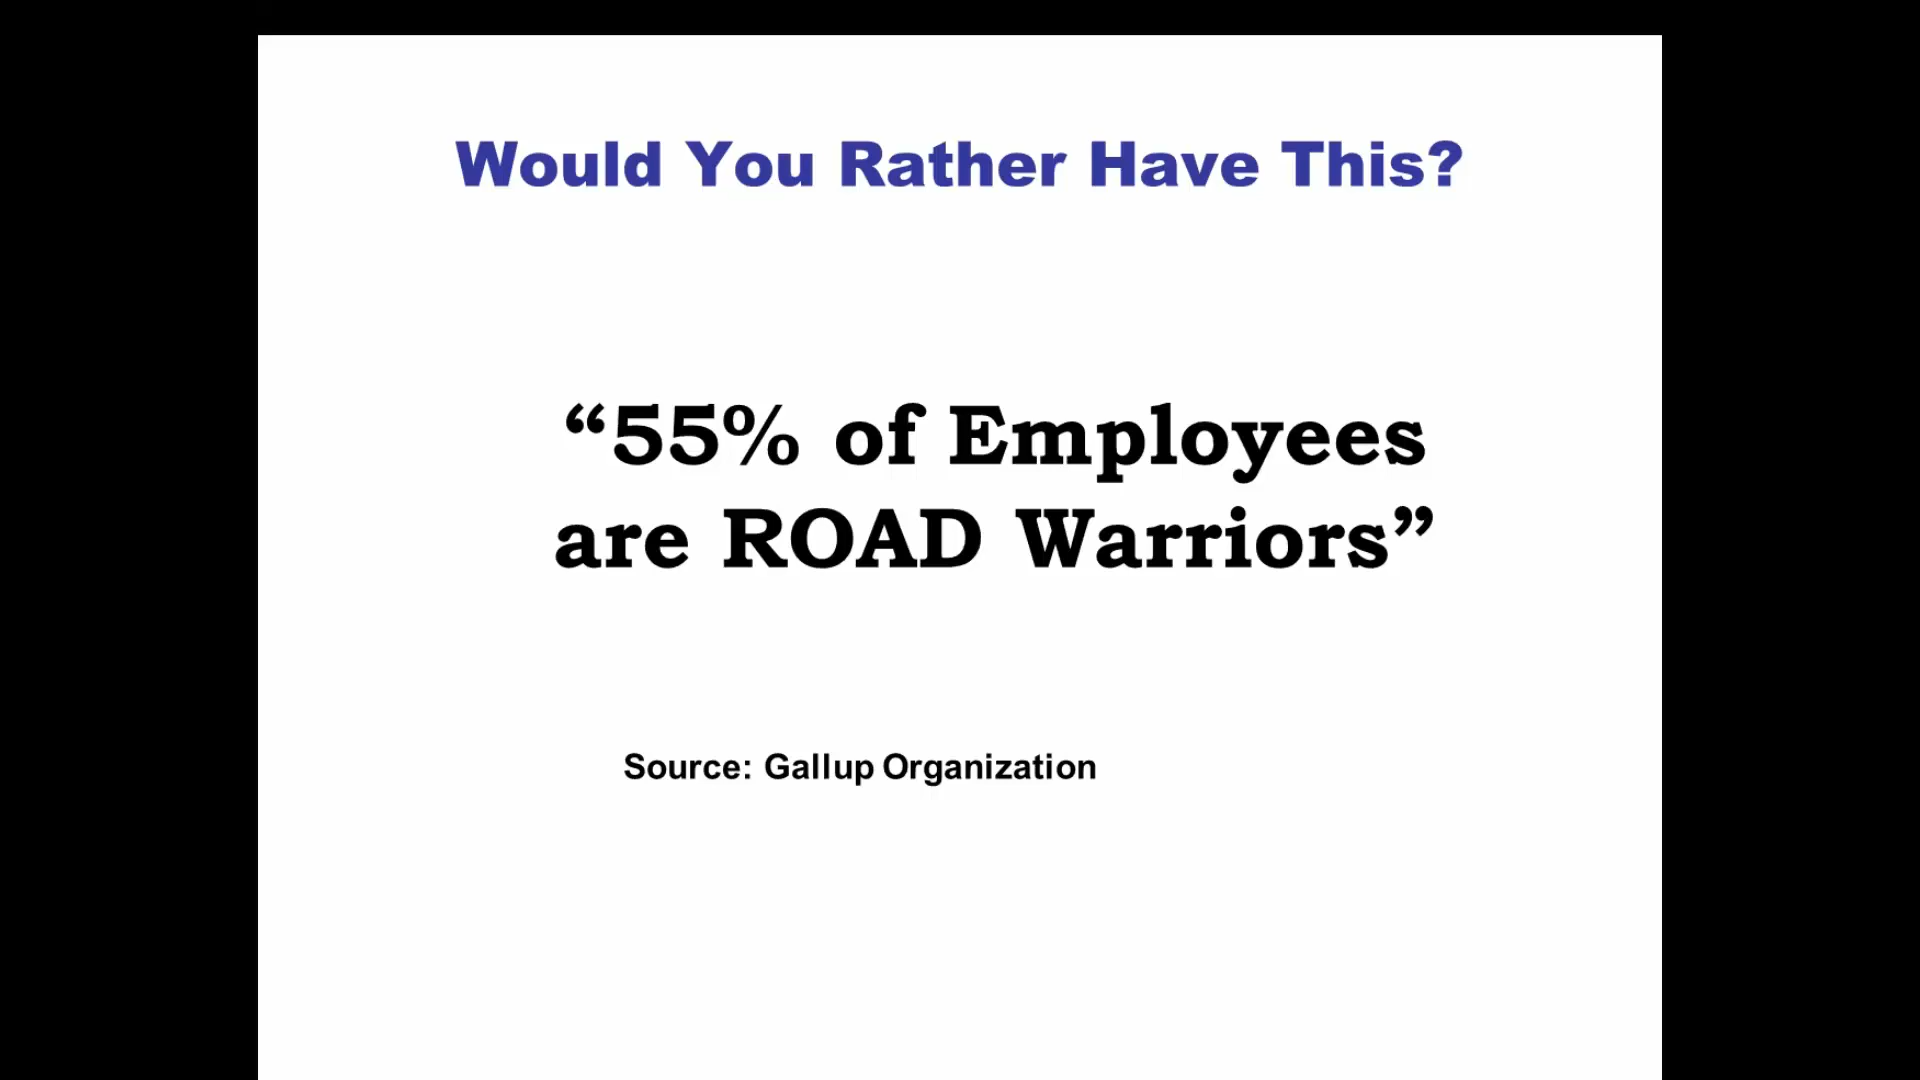 Would You Rather Have This?
“55% of Employees
are ROAD Warriors”
Source: Gallup Organization